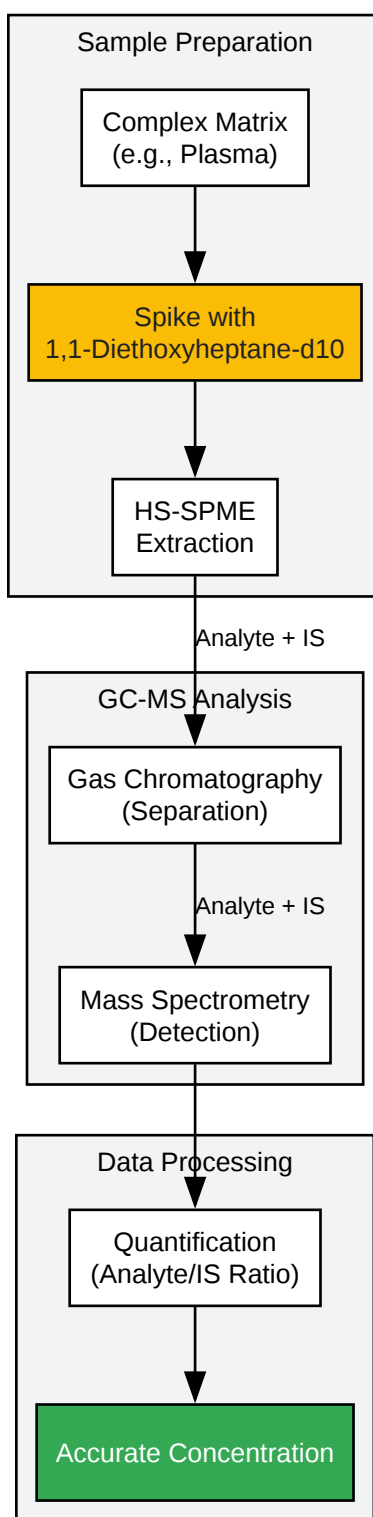 Sample Preparation
Complex Matrix
(e.g., Plasma)
Spike with
1,1-Diethoxyheptane-d10
HS-SPME
Extraction
Analyte + IS
GC-MS Analysis
Gas Chromatography
(Separation)
Analyte + IS
Mass Spectrometry
(Detection)
Data Processing
Quantification
(Analyte/IS Ratio)
Accurate Concentration